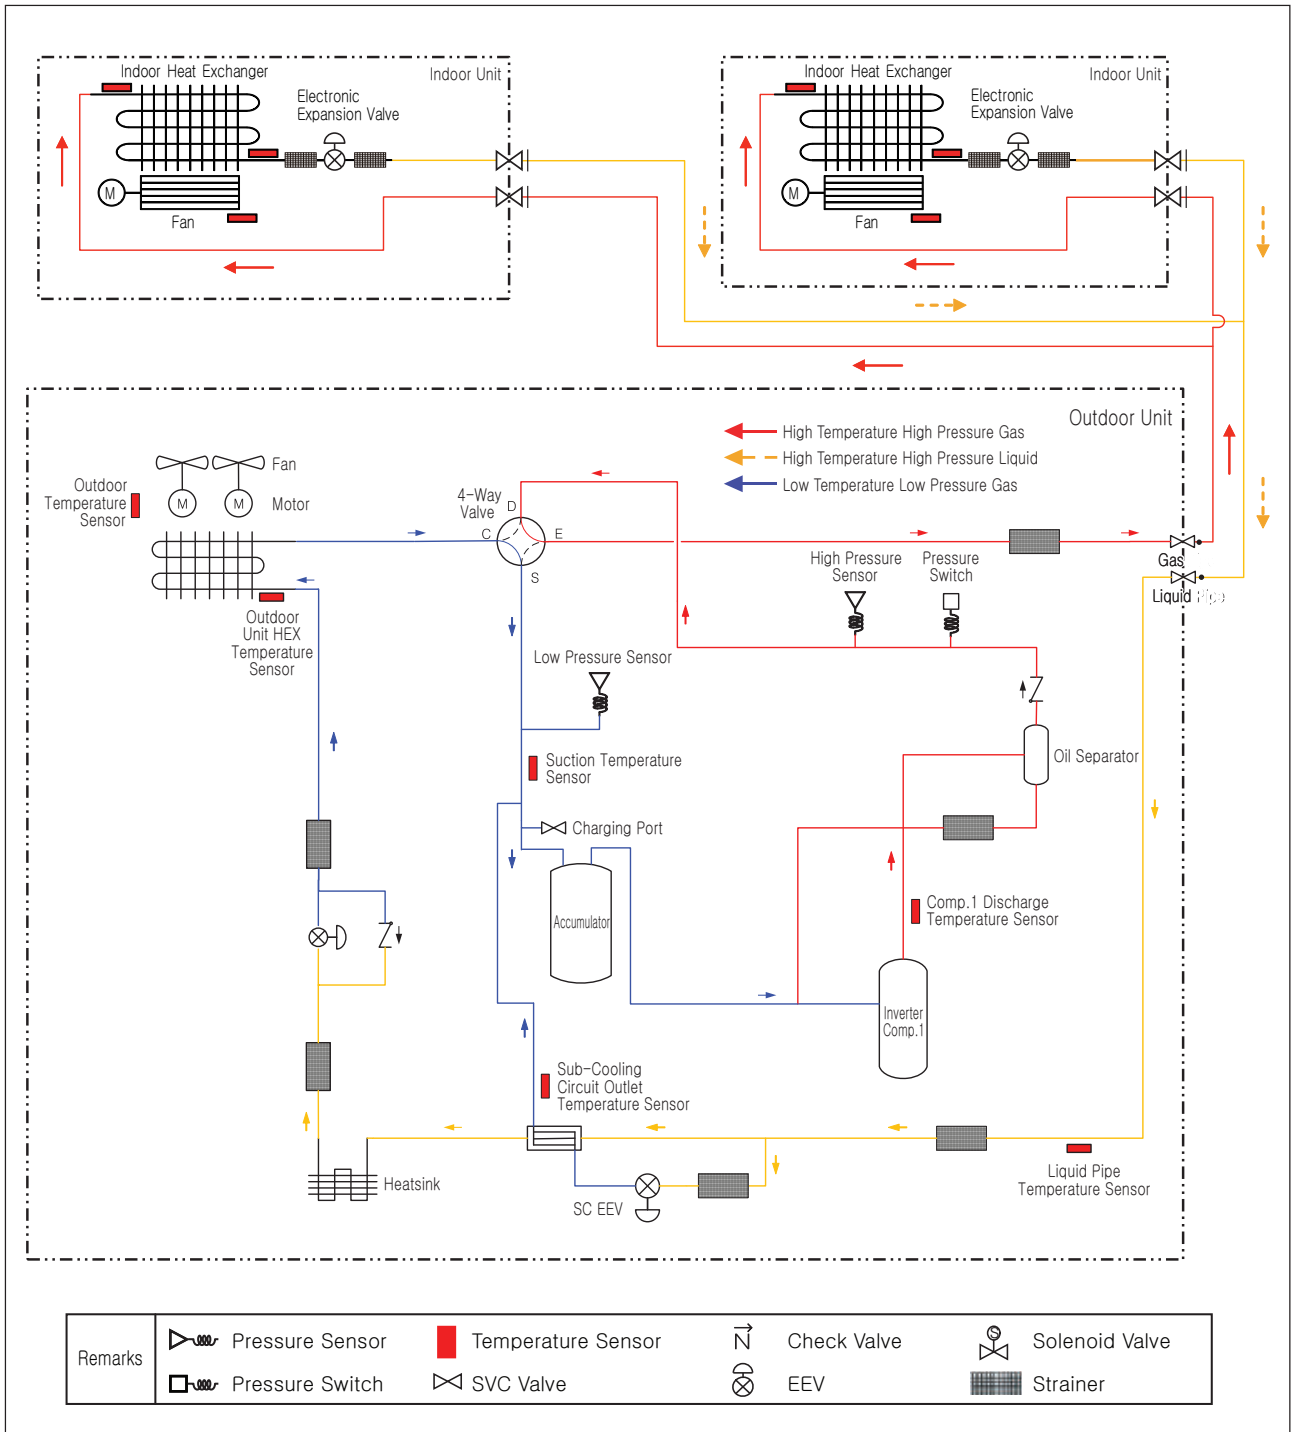 Indoor Heat Exchanger
Indoor Unit
Electronic
Expansion Valve
M
Fan
Indoor Heat Exchanger
Indoor Unit
Electronic
Expansion Valve
M
Fan
Outdoor Unit
High Temperature High Pressure Gas
High Temperature High Pressure Liquid
Low Temperature Low Pressure Gas
Fan
Outdoor
Temperature
Sensor
M
M
Motor
4-Way
Valve
D
C
E
S
High Pressure
Sensor
Pressure
Switch
Gas
Liquid Pipe
Outdoor
Unit HEX
Temperature
Sensor
Low Pressure Sensor
Suction Temperature
Sensor
Oil Separator
Charging Port
Accumulator
Comp.1 Discharge
Temperature Sensor
Inverter
Comp.1
Sub-Cooling
Circuit Outlet
Temperature Sensor
Heatsink
SC EEV
Liquid Pipe
Temperature Sensor
Remarks
Pressure Sensor
Temperature Sensor
Check Valve
S
Solenoid Valve
Pressure Switch
SVC Valve
EEV
Strainer